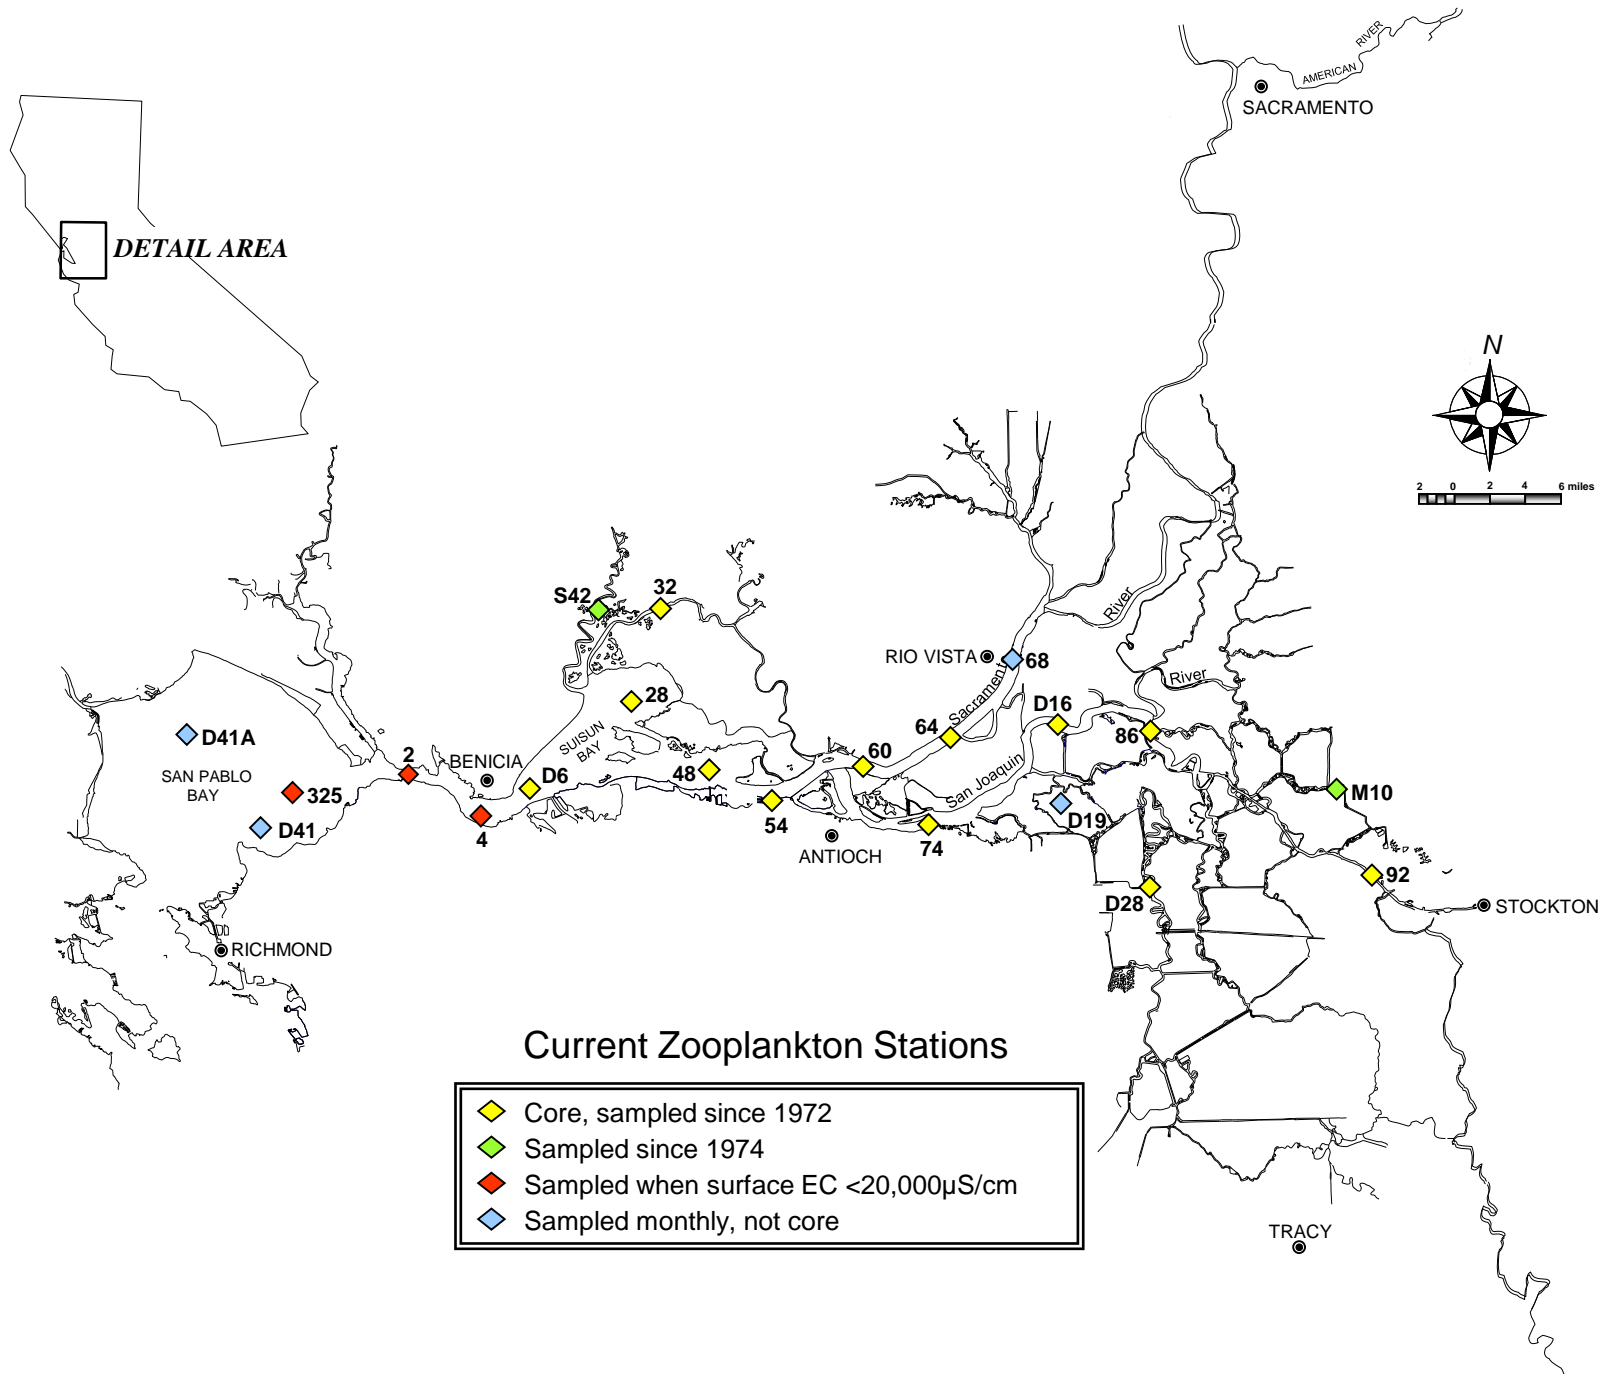 RIVER
AMERICAN
SACRAMENTO
DETAIL AREA
N
2 0 2 4 6 miles
S42
32
River
RIO VISTA
68
River
28
Sacrament
D16
D41A
64
86
2
SUISUN
BAY
60
BENICIA
SAN PABLO
BAY
D6
48
San Joaquin
325
M10
D41
4
54
74
D19
ANTIOCH
92
D28
STOCKTON
RICHMOND
Current Zooplankton Stations
Core, sampled since 1972
Sampled since 1974
Sampled when surface EC <20,000µS/cm
Sampled monthly, not core
TRACY